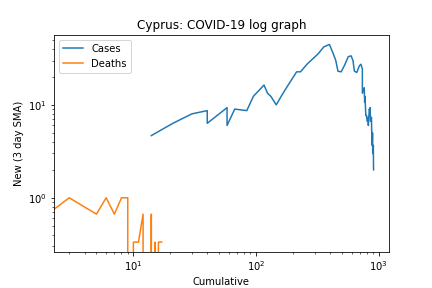 Cyprus: COVID-19 log graph
Cases
Deaths
New (3 day SMA)
10¹
10⁰
10¹
10²
10³
Cumulative